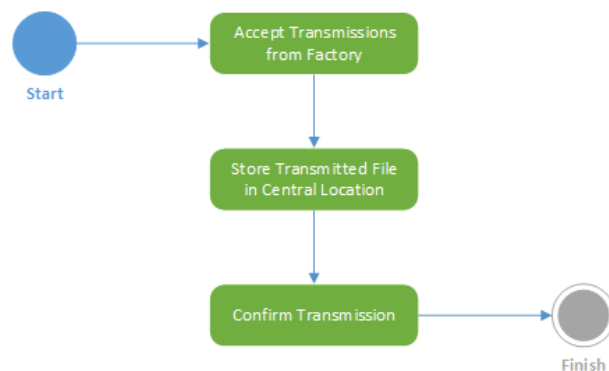 Accept Transmissions
from Factory
Start
Store Transmitted File
in Central Location
Confirm Transmission
Finish